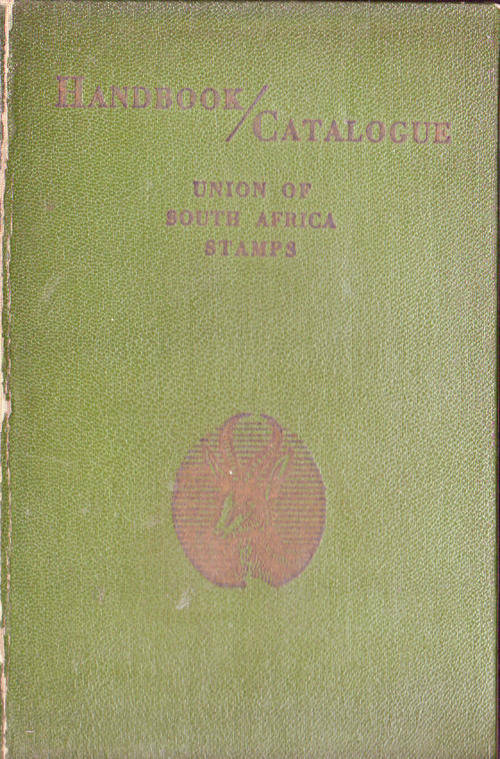 HANDBOOK/
CATALOGUE
UNION OF
SOUTH AFRICA
STAMPS